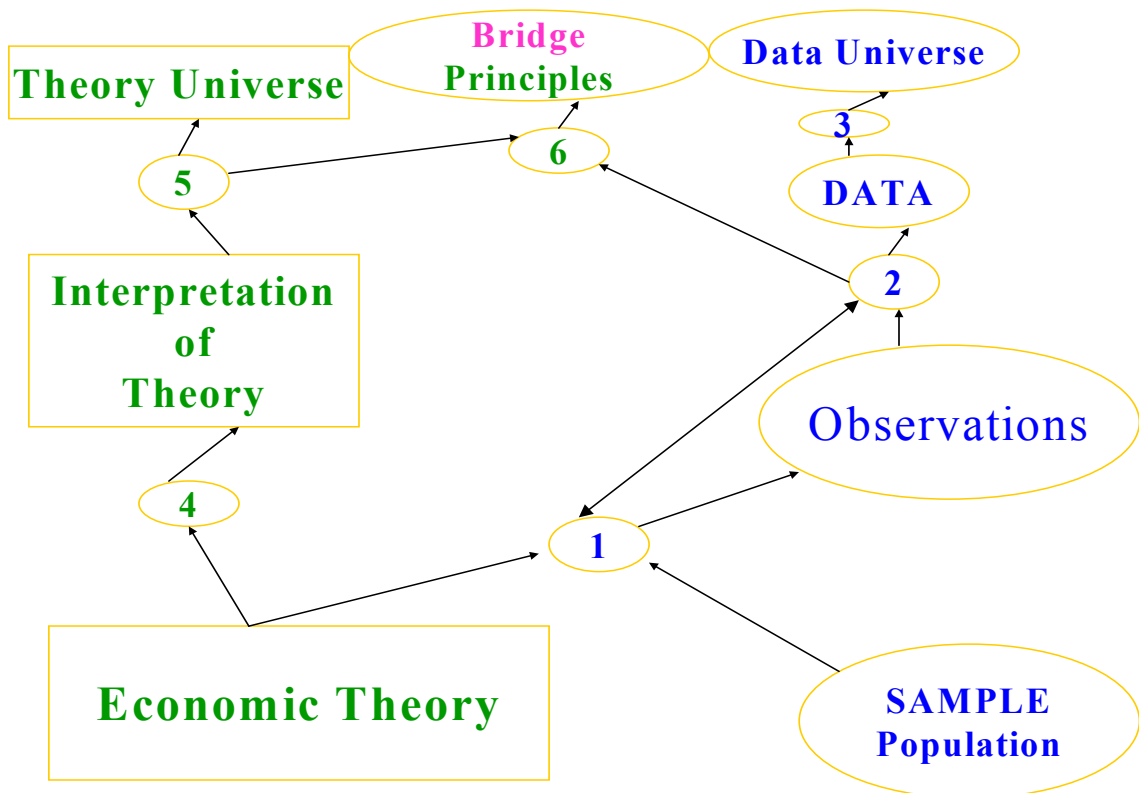 Bridge
Principles
Data Universe
Theory Universe
3
6
5
DATA
2
Interpretation
of
Theory
Observations
4
1
Economic Theory
SAMPLE
Population